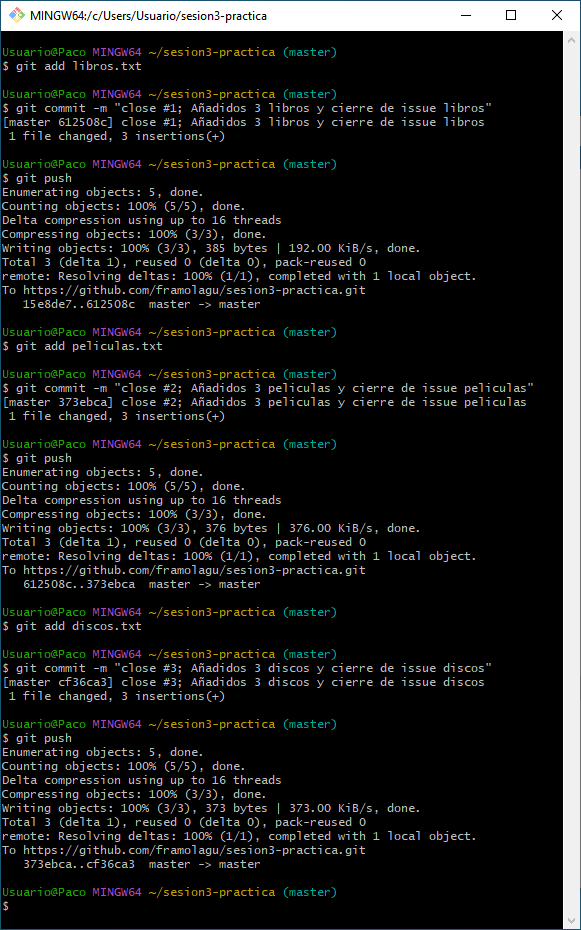 MINGW64:/c/Users/Usuario/sesion3-practica
Usuario@Paco MINGW64 ~/sesion3-practica (master)
$ git add libros.txt
Usuario@Paco MINGW64 ~/sesion3-practica (master)
$ git commit -m "close #1; Añadidos 3 libros y cierre de issue libros"
[master 612508c] close #1; Añadidos 3 libros y cierre de issue libros
1 file changed, 3 insertions(+)
Usuario@Paco MINGW64 ~/sesion3-practica (master)
$ git push
Enumerating objects: 5, done.
Counting objects: 100% (5/5), done.
Delta compression using up to 16 threads
Compressing objects: 100% (3/3), done.
Writing objects: 100% (3/3), 385 bytes | 192.00 KiB/s, done.
Total 3 (delta 1), reused 0 (delta 0), pack-reused 0
remote: Resolving deltas: 100% (1/1), completed with 1 local object.
To https://github.com/framolagu/sesion3-practica.git
15e8de7..612508c  master -> master
Usuario@Paco MINGW64 ~/sesion3-practica (master)
$ git add peliculas.txt
Usuario@Paco MINGW64 ~/sesion3-practica (master)
$ git commit -m "close #2; Añadidos 3 peliculas y cierre de issue peliculas"
[master 373ebca] close #2; Añadidos 3 peliculas y cierre de issue peliculas
1 file changed, 3 insertions(+)
Usuario@Paco MINGW64 ~/sesion3-practica (master)
$ git push
Enumerating objects: 5, done.
Counting objects: 100% (5/5), done.
Delta compression using up to 16 threads
Compressing objects: 100% (3/3), done.
Writing objects: 100% (3/3), 376 bytes | 376.00 KiB/s, done.
Total 3 (delta 1), reused 0 (delta 0), pack-reused 0
remote: Resolving deltas: 100% (1/1), completed with 1 local object.
To https://github.com/framolagu/sesion3-practica.git
612508c..373ebca  master -> master
Usuario@Paco MINGW64 ~/sesion3-practica (master)
$ git add discos.txt
Usuario@Paco MINGW64 ~/sesion3-practica (master)
$ git commit -m "close #3; Añadidos 3 discos y cierre de issue discos"
[master cf36ca3] close #3; Añadidos 3 discos y cierre de issue discos
1 file changed, 3 insertions(+)
Usuario@Paco MINGW64 ~/sesion3-practica (master)
$ git push
Enumerating objects: 5, done.
Counting objects: 100% (5/5), done.
Delta compression using up to 16 threads
Compressing objects: 100% (3/3), done.
Writing objects: 100% (3/3), 373 bytes | 373.00 KiB/s, done.
Total 3 (delta 1), reused 0 (delta 0), pack-reused 0
remote: Resolving deltas: 100% (1/1), completed with 1 local object.
To https://github.com/framolagu/sesion3-practica.git
373ebca..cf36ca3  master -> master
Usuario@Paco MINGW64 ~/sesion3-practica (master)
$